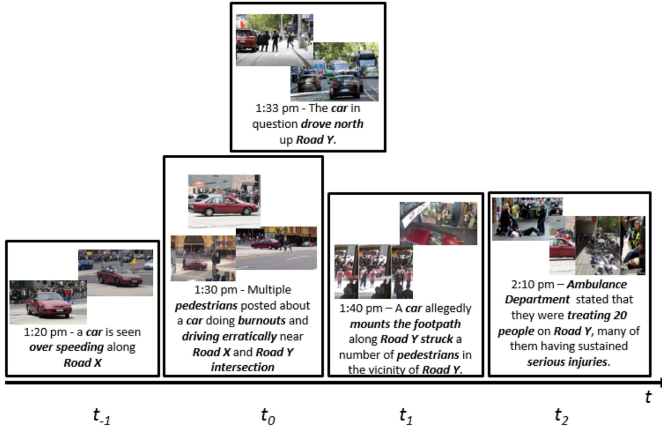 1:33 pm - The car in
question drove north
up Road Y.
1:20 pm - a car is seen
over speeding along
Road X
1:30 pm - Multiple
pedestrians posted about
a car doing burnouts and
driving erratically near
Road X and Road Y
intersection
1:40 pm – A car allegedly
mounts the footpath
along Road Y struck a
number of pedestrians in
the vicinity of Road Y.
2:10 pm – Ambulance
Department stated that
they were treating 20
people on Road Y, many of
them having sustained
serious injuries.
t
t-1
t0
t1
t2